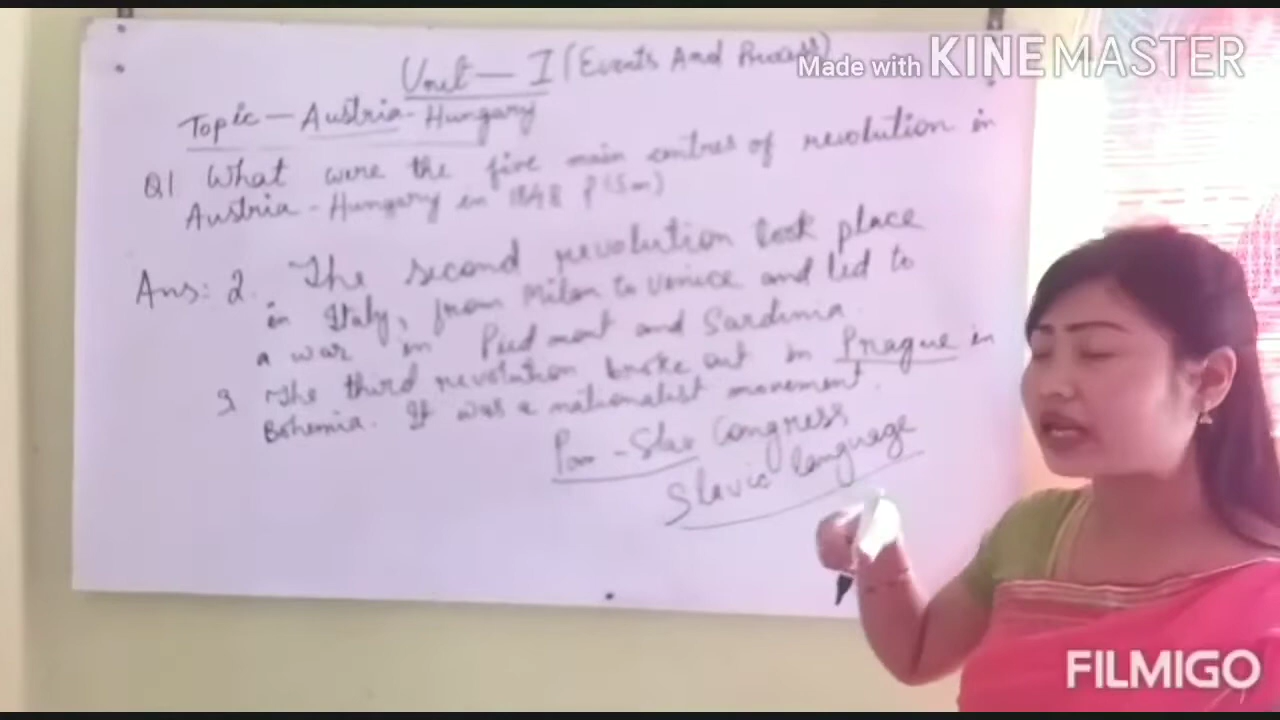 Made with KINEMASTER
Unit - I (Events And Process)
Topic - Austria - Hungary
Q1 What were the five main centres of revolution in
Austria - Hungary in 1848 ? (5m)
Ans: 2. The second revolution took place
in Italy, from Milan to Venice and led to
a war in Piedmont and Sardinia.
3 The third revolution broke out in Prague in
Bohemia. It was a nationalist movement.
Pan - Slav Congress
Slavic language
FILMIGO